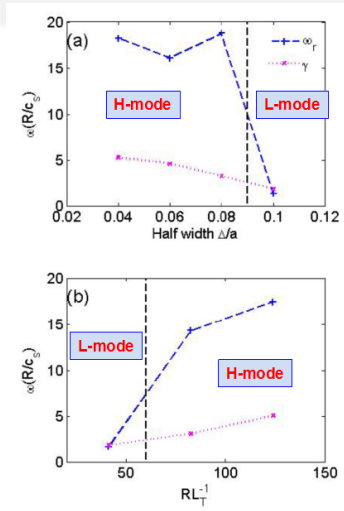 (a)
ω_r
γ
H-mode
L-mode
ω(R/c_S)
20
15
10
5
0
0.02 0.04 0.06 0.08 0.1 0.12
Half width Δ/a
(b)
L-mode
H-mode
ω(R/c_S)
20
15
10
5
0
50 100 150
RL_T^-1